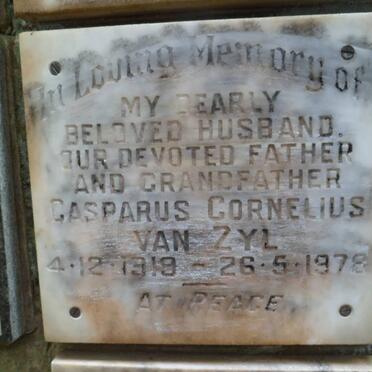 In Loving Memory of
MY DEARLY
BELOVED HUSBAND.
OUR DEVOTED FATHER
AND GRANDFATHER
CASPARUS CORNELIUS
VAN ZYL
4·12·1919 - 26·5·1978
AT PEACE